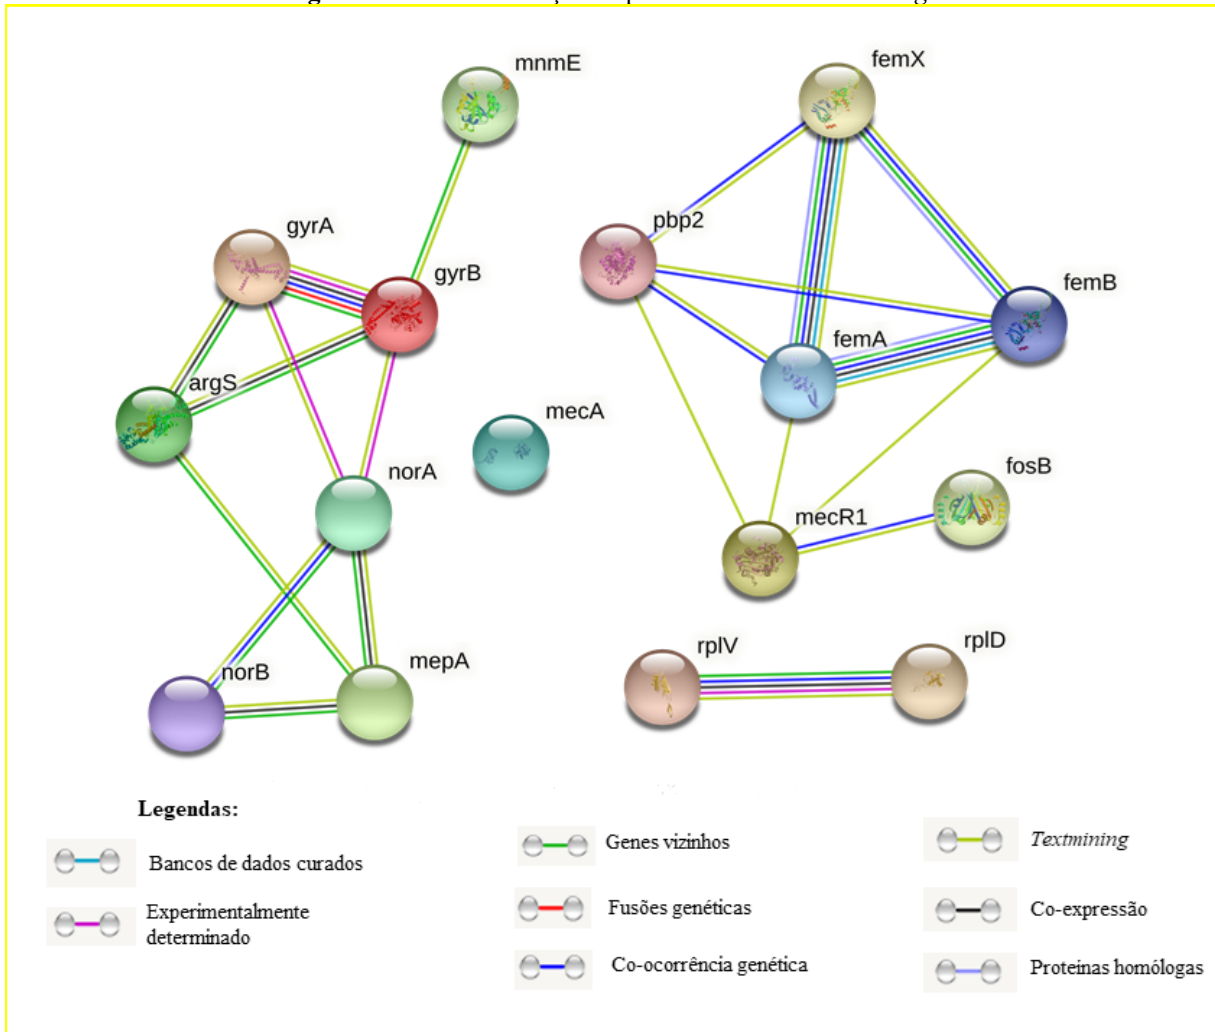 mnmE
femX
pbp2
gyrA
gyrB
femB
femA
argS
mecA
norA
fosB
mecR1
rplV
rplD
norB
mepA
Legendas:
Bancos de dados curados
Genes vizinhos
Textmining
Experimentalmente
determinado
Fusões genéticas
Co-expressão
Co-ocorrência genética
Proteinas homólogas